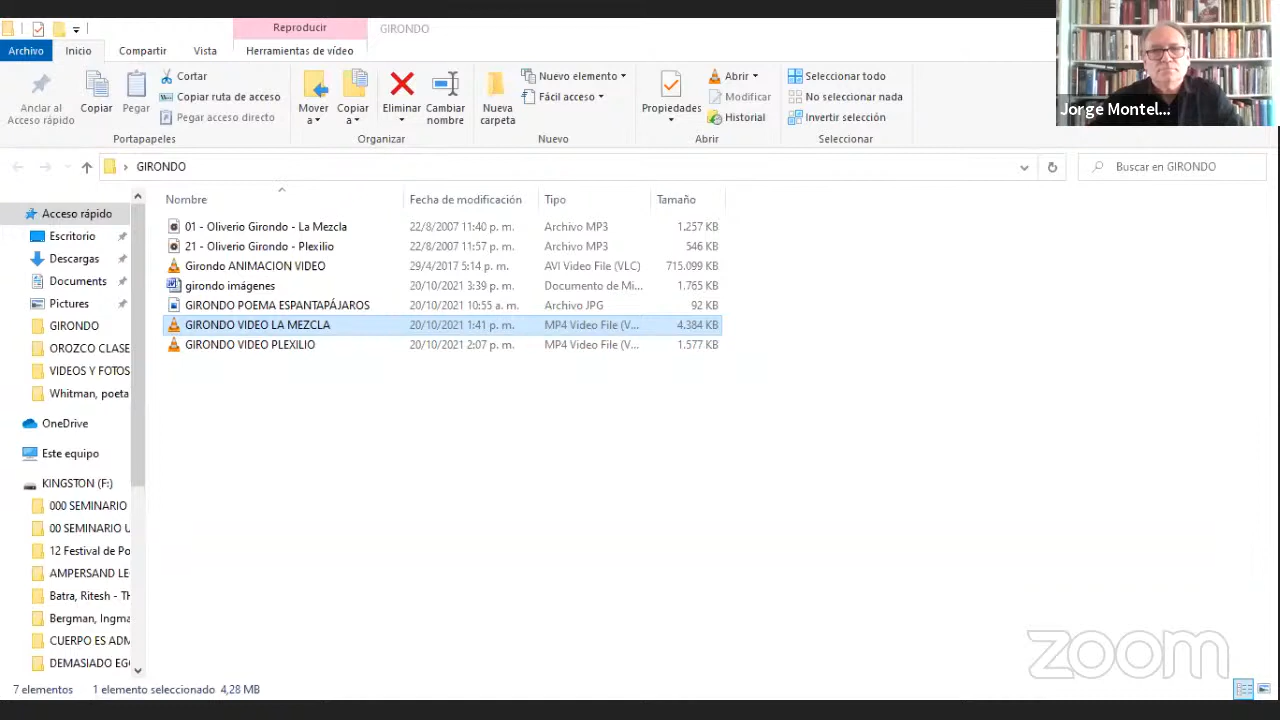 Reproducir
GIRONDO
Archivo
Inicio
Compartir
Vista
Herramientas de vídeo
Anclar al
Acceso rápido
Copiar
Pegar
Cortar
Copiar ruta de acceso
Pegar acceso directo
Portapapeles
Mover
a
Copiar
a
Eliminar
Cambiar
nombre
Organizar
Nueva
carpeta
Nuevo elemento
Fácil acceso
Nuevo
Propiedades
Abrir
Modificar
Historial
Abrir
Seleccionar todo
No seleccionar nada
Invertir selección
Seleccionar
Jorge Montel...
GIRONDO
Buscar en GIRONDO
Nombre Fecha de modificación Tipo Tamaño
01 - Oliverio Girondo - La Mezcla 22/8/2007 11:40 p. m. Archivo MP3 1.257 KB
21 - Oliverio Girondo - Plexilio 22/8/2007 11:57 p. m. Archivo MP3 546 KB
Girondo ANIMACION VIDEO 29/4/2017 5:14 p. m. AVI Video File (VLC) 715.099 KB
girondo imágenes 20/10/2021 3:39 p. m. Documento de Mi... 1.765 KB
GIRONDO POEMA ESPANTAPÁJAROS 20/10/2021 10:55 a. m. Archivo JPG 92 KB
GIRONDO VIDEO LA MEZCLA 20/10/2021 1:41 p. m. MP4 Video File (V... 4.384 KB
GIRONDO VIDEO PLEXILIO 20/10/2021 2:07 p. m. MP4 Video File (V... 1.577 KB
Acceso rápido
Escritorio
Descargas
Documents
Pictures
GIRONDO
OROZCO CLASE
VIDEOS Y FOTOS
Whitman, poeta
OneDrive
Este equipo
KINGSTON (F:)
000 SEMINARIO
00 SEMINARIO U
12 Festival de Po
AMPERSAND LE
Batra, Ritesh - TH
Bergman, Ingma
CUERPO ES ADM
DEMASIADO EG
zoom
7 elementos 1 elemento seleccionado 4,28 MB